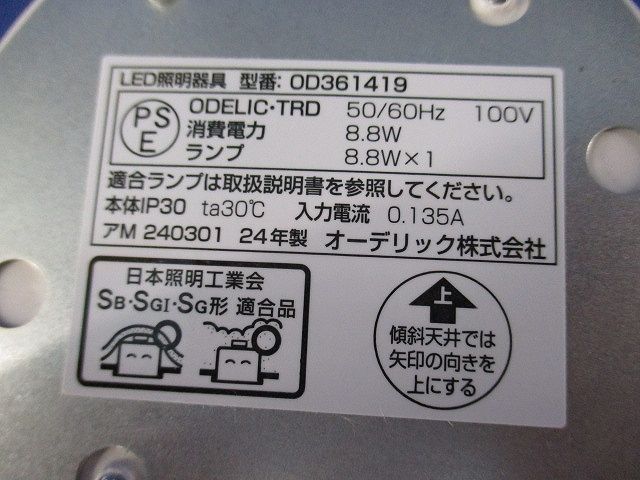 LED照明器具 型番: OD361419
PSE
ODELIC・TRD 50/60Hz 100V
消費電力 8.8W
ランプ 8.8W×1
適合ランプは取扱説明書を参照してください。
本体IP30 ta30℃ 入力電流 0.135A
アM 240301 24年製 オーデリック株式会社
日本照明工業会
SB・SGI・SG形 適合品
上
傾斜天井では
矢印の向きを
上にする